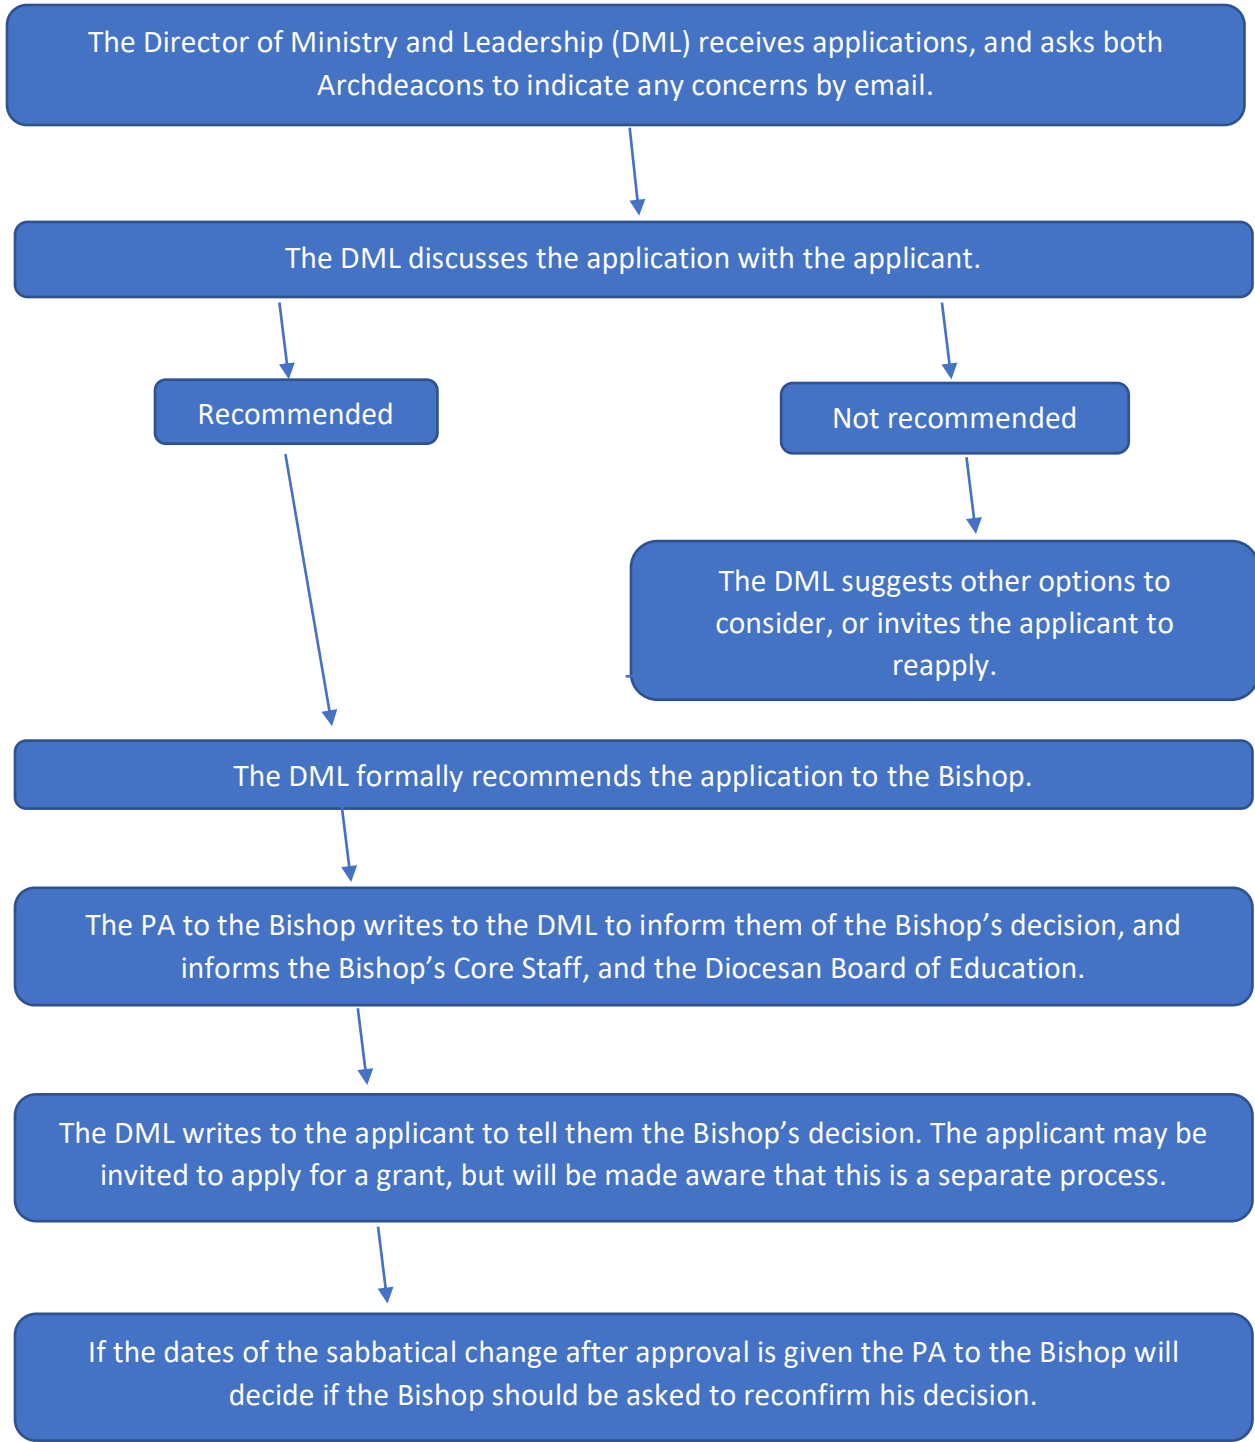 The Director of Ministry and Leadership (DML) receives applications, and asks both
Archdeacons to indicate any concerns by email.
The DML discusses the application with the applicant.
Recommended
Not recommended
The DML suggests other options to
consider, or invites the applicant to
reapply.
The DML formally recommends the application to the Bishop.
The PA to the Bishop writes to the DML to inform them of the Bishop’s decision, and
informs the Bishop’s Core Staff, and the Diocesan Board of Education.
The DML writes to the applicant to tell them the Bishop’s decision. The applicant may be
invited to apply for a grant, but will be made aware that this is a separate process.
If the dates of the sabbatical change after approval is given the PA to the Bishop will
decide if the Bishop should be asked to reconfirm his decision.